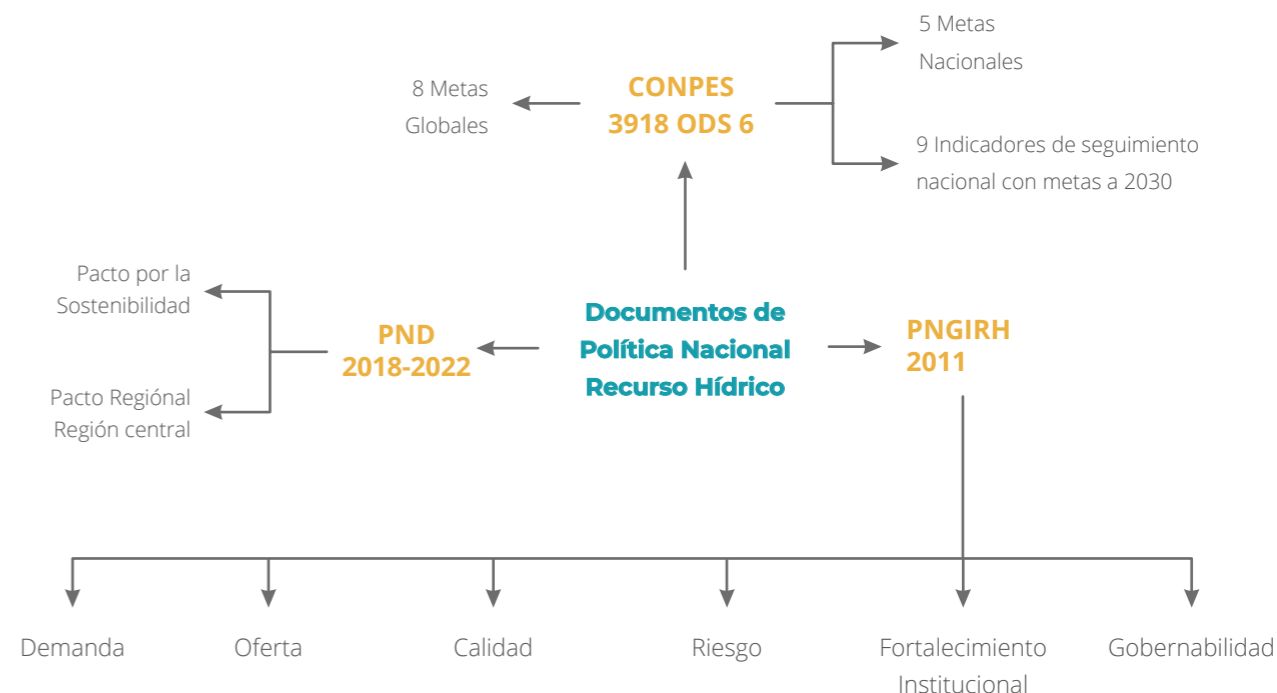 5 Metas
Nacionales
8 Metas
Globales
CONPES
3918 ODS 6
9 Indicadores de seguimiento
nacional con metas a 2030
Pacto por la
Sostenibilidad
PND
2018-2022
Pacto Regiónal
Región central
Documentos de
Política Nacional
Recurso Hídrico
PNGIRH
2011
Demanda
Oferta
Calidad
Riesgo
Fortalecimiento
Institucional
Gobernabilidad